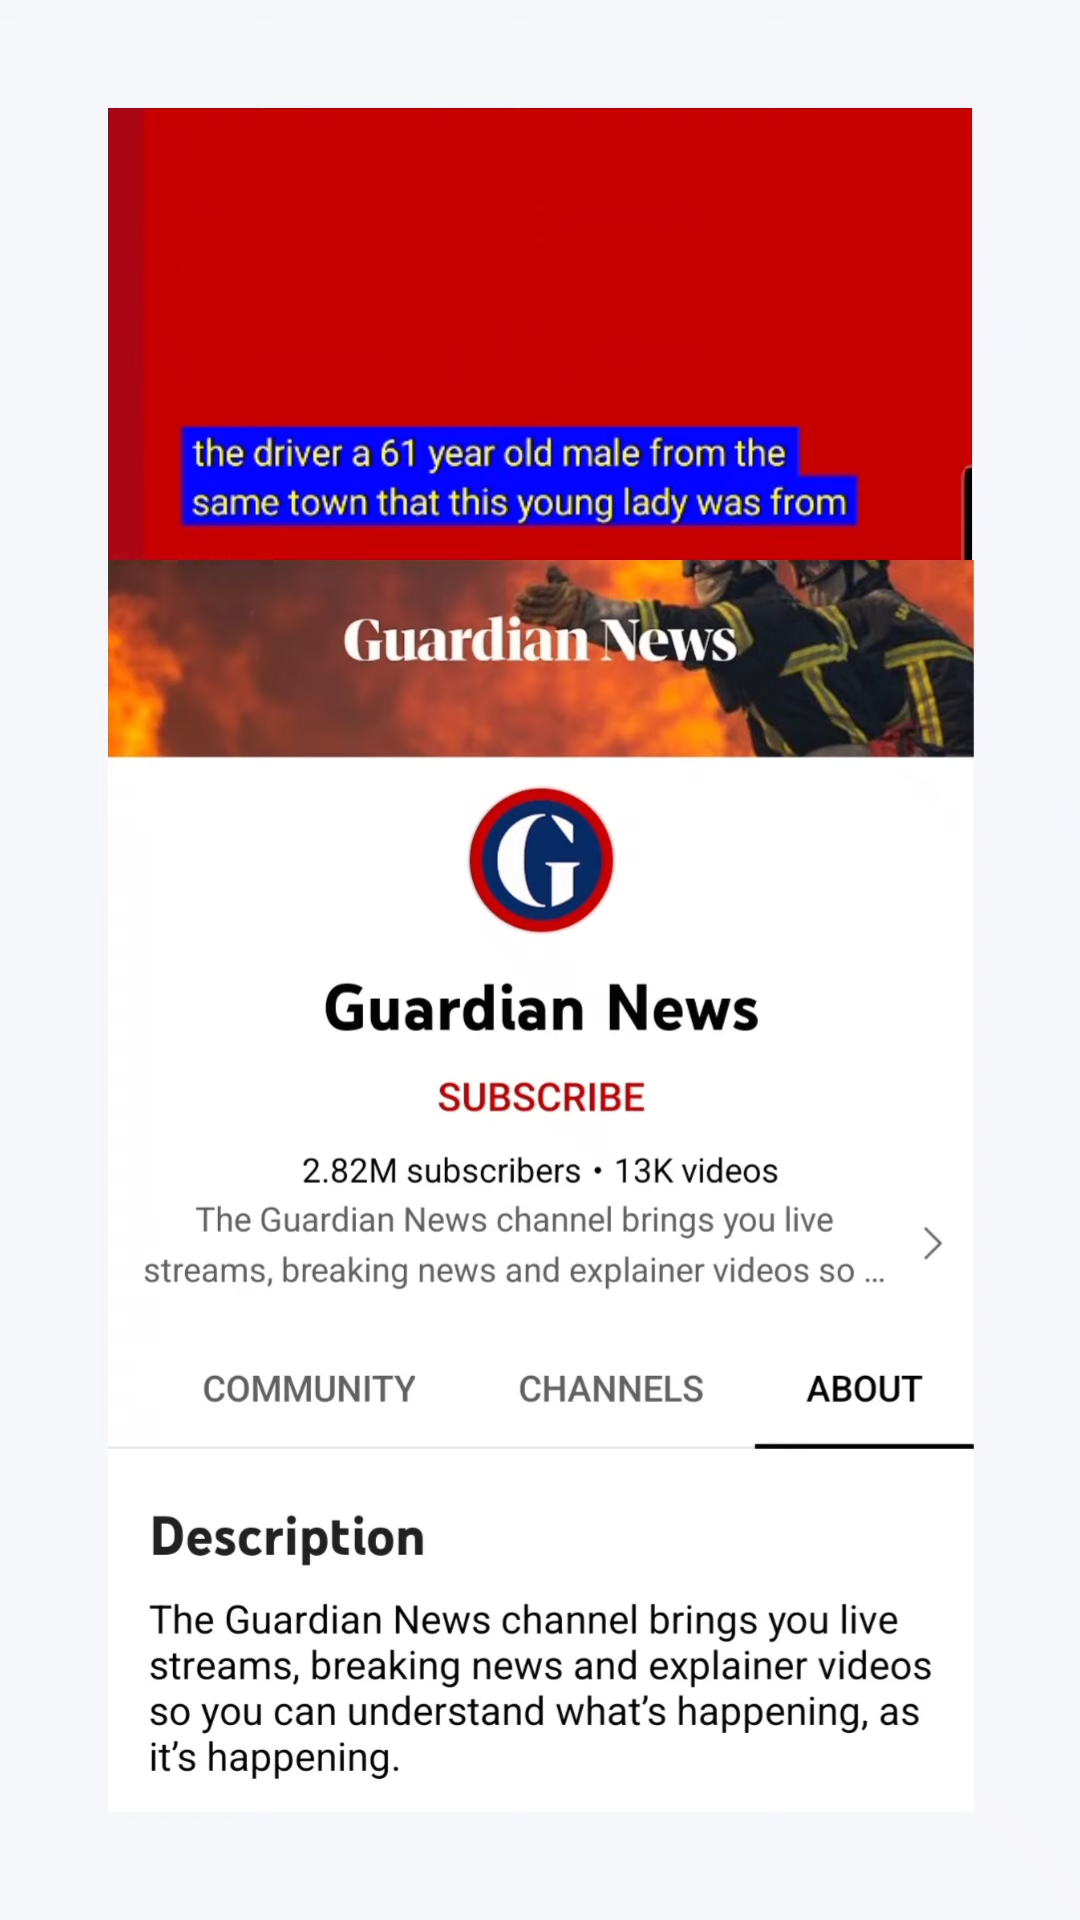 the driver a 61 year old male from the
same town that this young lady was from
Guardian News
G
Guardian News
SUBSCRIBE
2.82M subscribers • 13K videos
The Guardian News channel brings you live
streams, breaking news and explainer videos so ...
COMMUNITY CHANNELS ABOUT
Description
The Guardian News channel brings you live
streams, breaking news and explainer videos
so you can understand what’s happening, as
it’s happening.